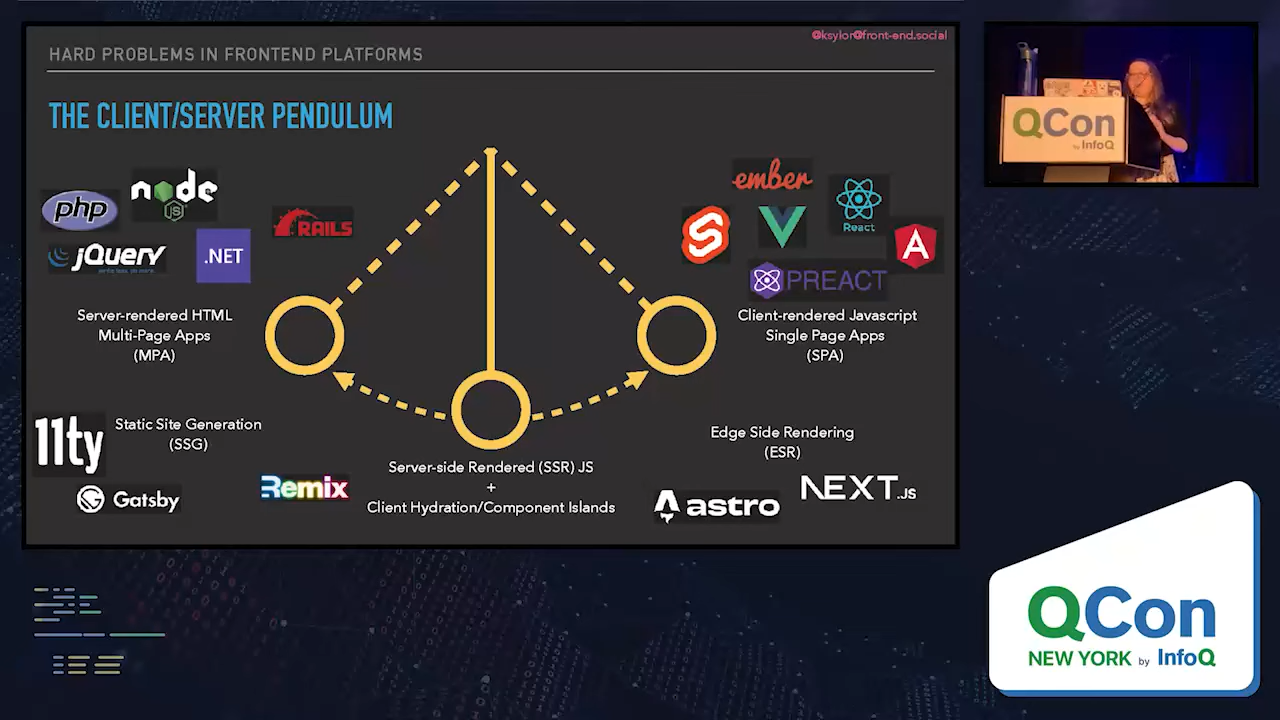 @ksylor@front-end.social
HARD PROBLEMS IN FRONTEND PLATFORMS
THE CLIENT/SERVER PENDULUM
php
node
JS
jQuery
.NET
RAILS
Server-rendered HTML
Multi-Page Apps
(MPA)
ember
React
PREACT
Client-rendered Javascript
Single Page Apps
(SPA)
11ty
Static Site Generation
(SSG)
Gatsby
Remix
Server-side Rendered (SSR) JS
+
Client Hydration/Component Islands
Edge Side Rendering
(ESR)
astro
NEXT.JS
QCon
by InfoQ
QCon
NEW YORK by InfoQ